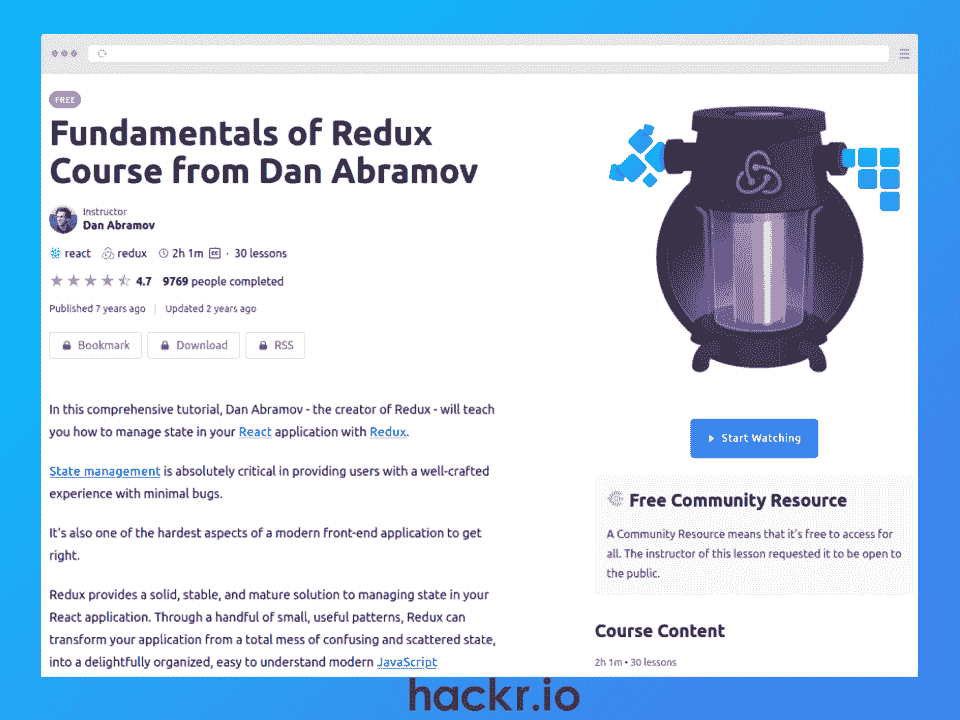 FREE
Fundamentals of Redux
Course from Dan Abramov
Instructor
Dan Abramov
react redux 2h 1m CC · 30 lessons
4.7 9769 people completed
Published 7 years ago | Updated 2 years ago
Bookmark Download RSS
In this comprehensive tutorial, Dan Abramov - the creator of Redux - will teach
you how to manage state in your React application with Redux.
State management is absolutely critical in providing users with a well-crafted
experience with minimal bugs.
It's also one of the hardest aspects of a modern front-end application to get
right.
Redux provides a solid, stable, and mature solution to managing state in your
React application. Through a handful of small, useful patterns, Redux can
transform your application from a total mess of confusing and scattered state,
into a delightfully organized, easy to understand modern JavaScript
Start Watching
Free Community Resource
A Community Resource means that it's free to access for
all. The instructor of this lesson requested it to be open to
the public.
Course Content
2h 1m • 30 lessons
hackr.io